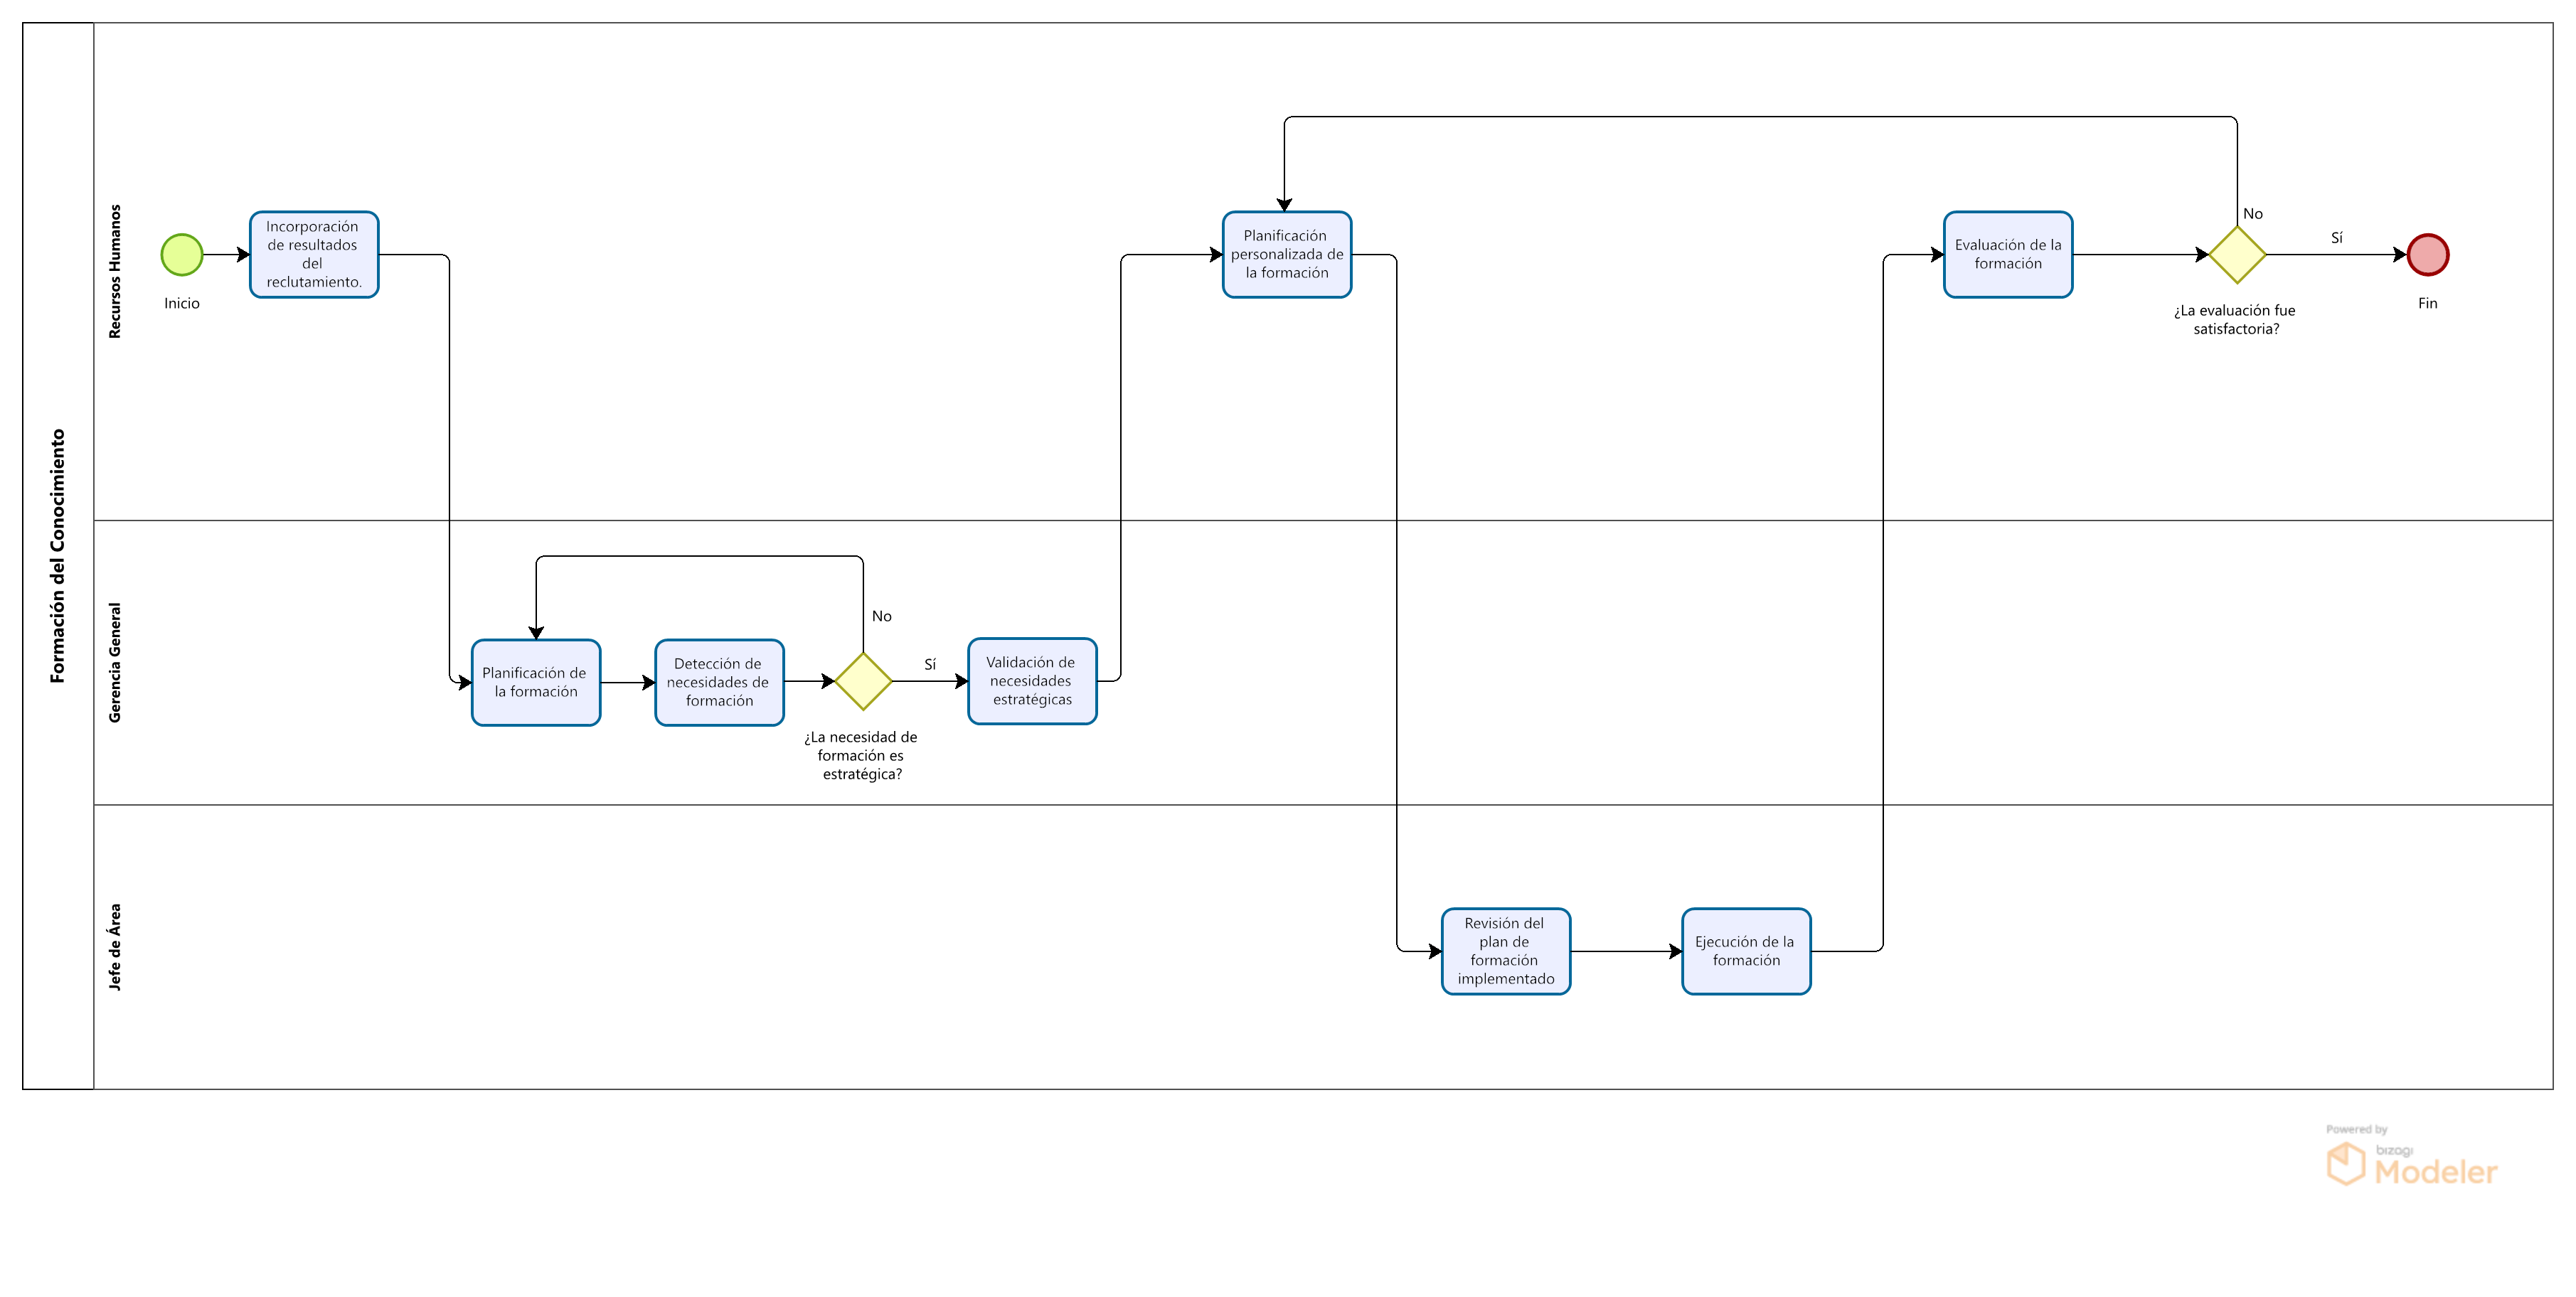 Formación del Conocimiento
Recursos Humanos
Inicio
Incorporación
de resultados
del
reclutamiento.
Planificación
personalizada de
la formación
Evaluación de la
formación
No
Sí
¿La evaluación fue
satisfactoria?
Fin
Gerencia General
Planificación de
la formación
Detección de
necesidades de
formación
No
Sí
¿La necesidad de
formación es
estratégica?
Validación de
necesidades
estratégicas
Jefe de Área
Revisión del
plan de
formación
implementado
Ejecución de la
formación
Powered by
bizagi
Modeler